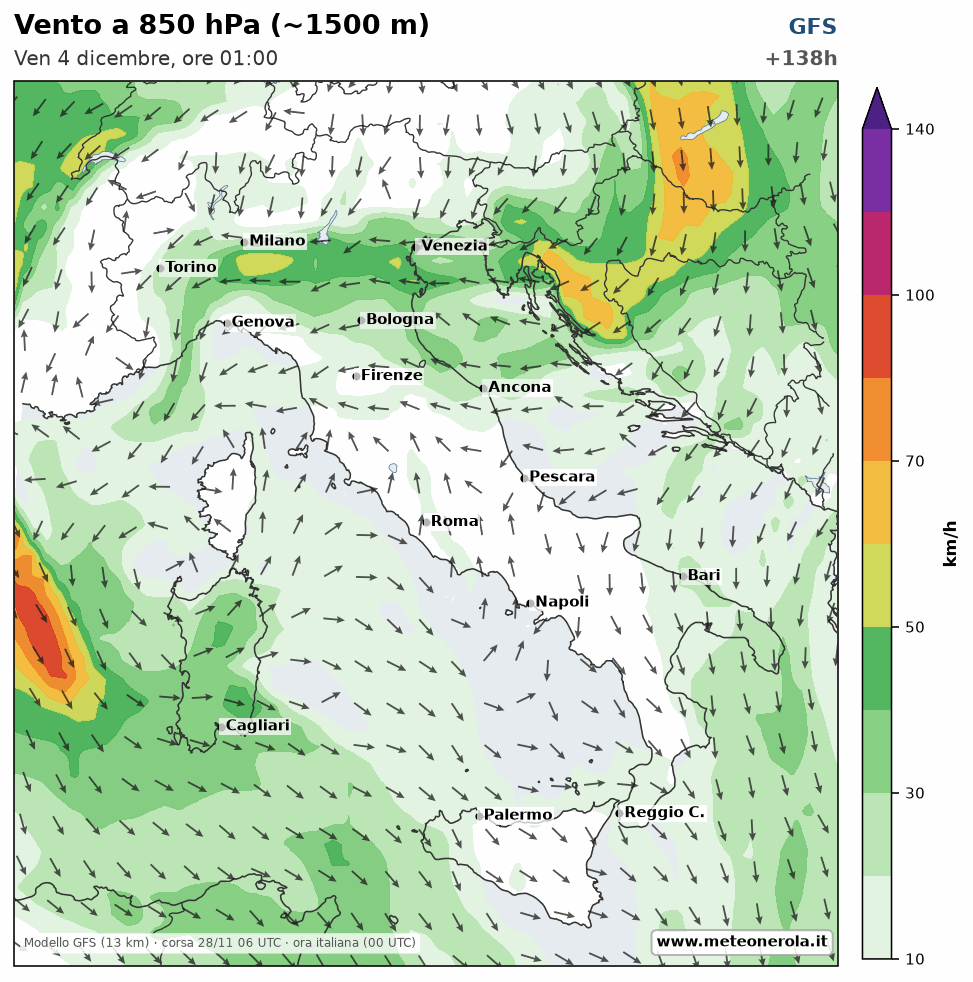 Vento a 850 hPa (~1500 m)
GFS
Ven 4 dicembre, ore 01:00
+138h
140
Milano
Venezia
Torino
100
Genova
Bologna
Firenze
Ancona
70
Pescara
Roma
km/h
Bari
Napoli
50
Cagliari
30
Palermo
Reggio C.
Modello GFS (13 km) · corsa 28/11 06 UTC · ora italiana (00 UTC)
www.meteonerola.it
10